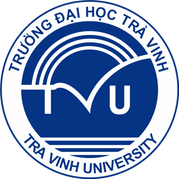 TRƯỜNG ĐẠI HỌC TRÀ VINH
TVU
TRA VINH UNIVERSITY